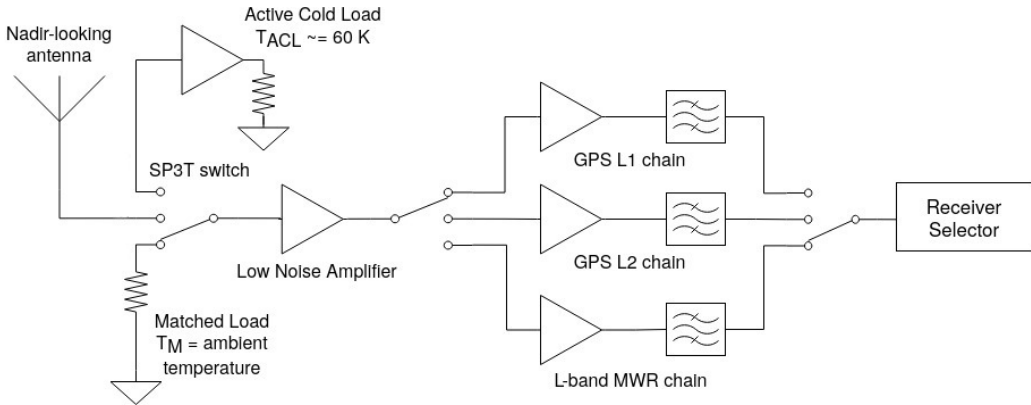 Nadir-looking
antenna
Active Cold Load
TACL ~= 60 K
SP3T switch
Low Noise Amplifier
Matched Load
TM = ambient
temperature
GPS L1 chain
GPS L2 chain
L-band MWR chain
Receiver
Selector